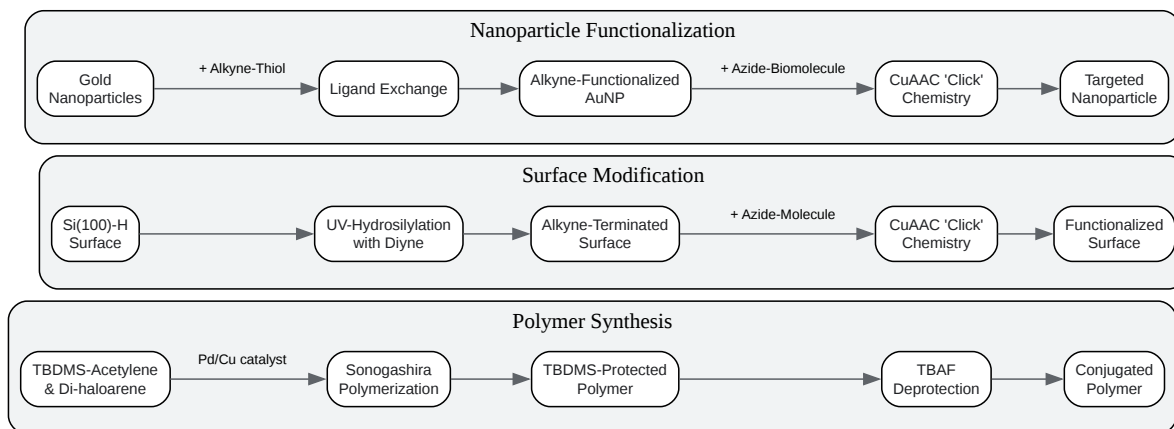 Nanoparticle Functionalization
Gold
Nanoparticles
+ Alkyne-Thiol
Ligand Exchange
Alkyne-Functionalized
AuNP
+ Azide-Biomolecule
CuAAC 'Click'
Chemistry
Targeted
Nanoparticle
Surface Modification
Si(100)-H
Surface
UV-Hydrosilylation
with Diyne
Alkyne-Terminated
Surface
+ Azide-Molecule
CuAAC 'Click'
Chemistry
Functionalized
Surface
Polymer Synthesis
TBDMS-Acetylene
& Di-haloarene
Pd/Cu catalyst
Sonogashira
Polymerization
TBDMS-Protected
Polymer
TBAF
Deprotection
Conjugated
Polymer